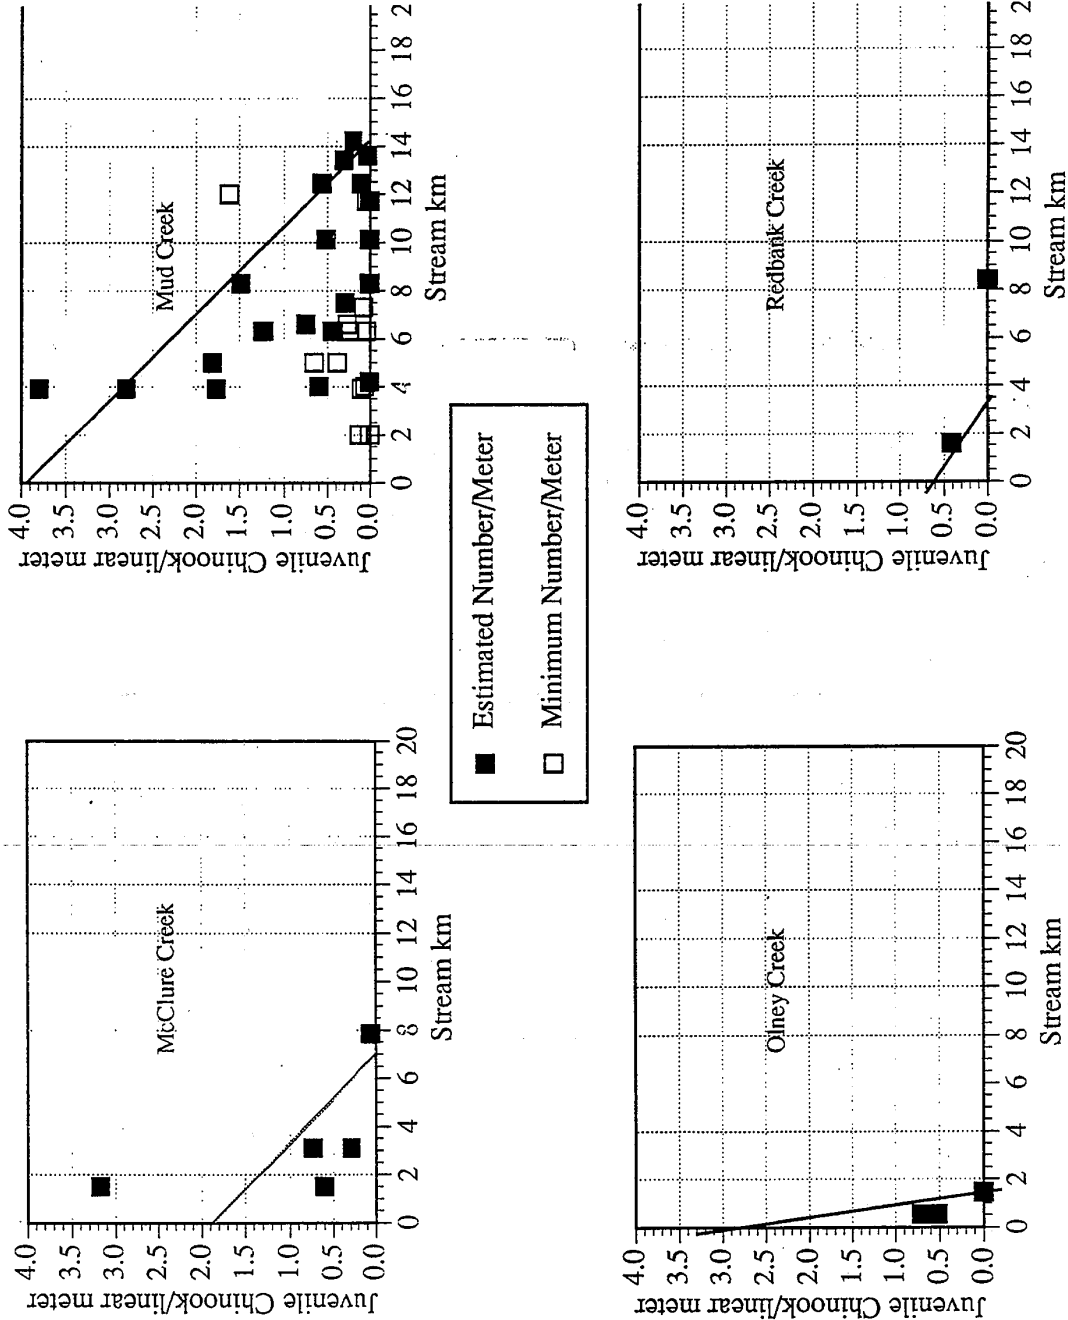 Juvenile Chinook/linear meter
4.0
3.5
3.0
2.5
2.0
1.5
1.0
0.5
0.0
McClure Creek
0 2 4 6 8 10 12 14 16 18 20
Stream km
Juvenile Chinook/linear meter
4.0
3.5
3.0
2.5
2.0
1.5
1.0
0.5
0.0
Mud Creek
0 2 4 6 8 10 12 14 16 18 2
Stream km
Estimated Number/Meter
Minimum Number/Meter
Juvenile Chinook/linear meter
4.0
3.5
3.0
2.5
2.0
1.5
1.0
0.5
0.0
Olney Creek
0 2 4 6 8 10 12 14 16 18 20
Stream km
Juvenile Chinook/linear meter
4.0
3.5
3.0
2.5
2.0
1.5
1.0
0.5
0.0
Redbank Creek
0 2 4 6 8 10 12 14 16 18 2
Stream km